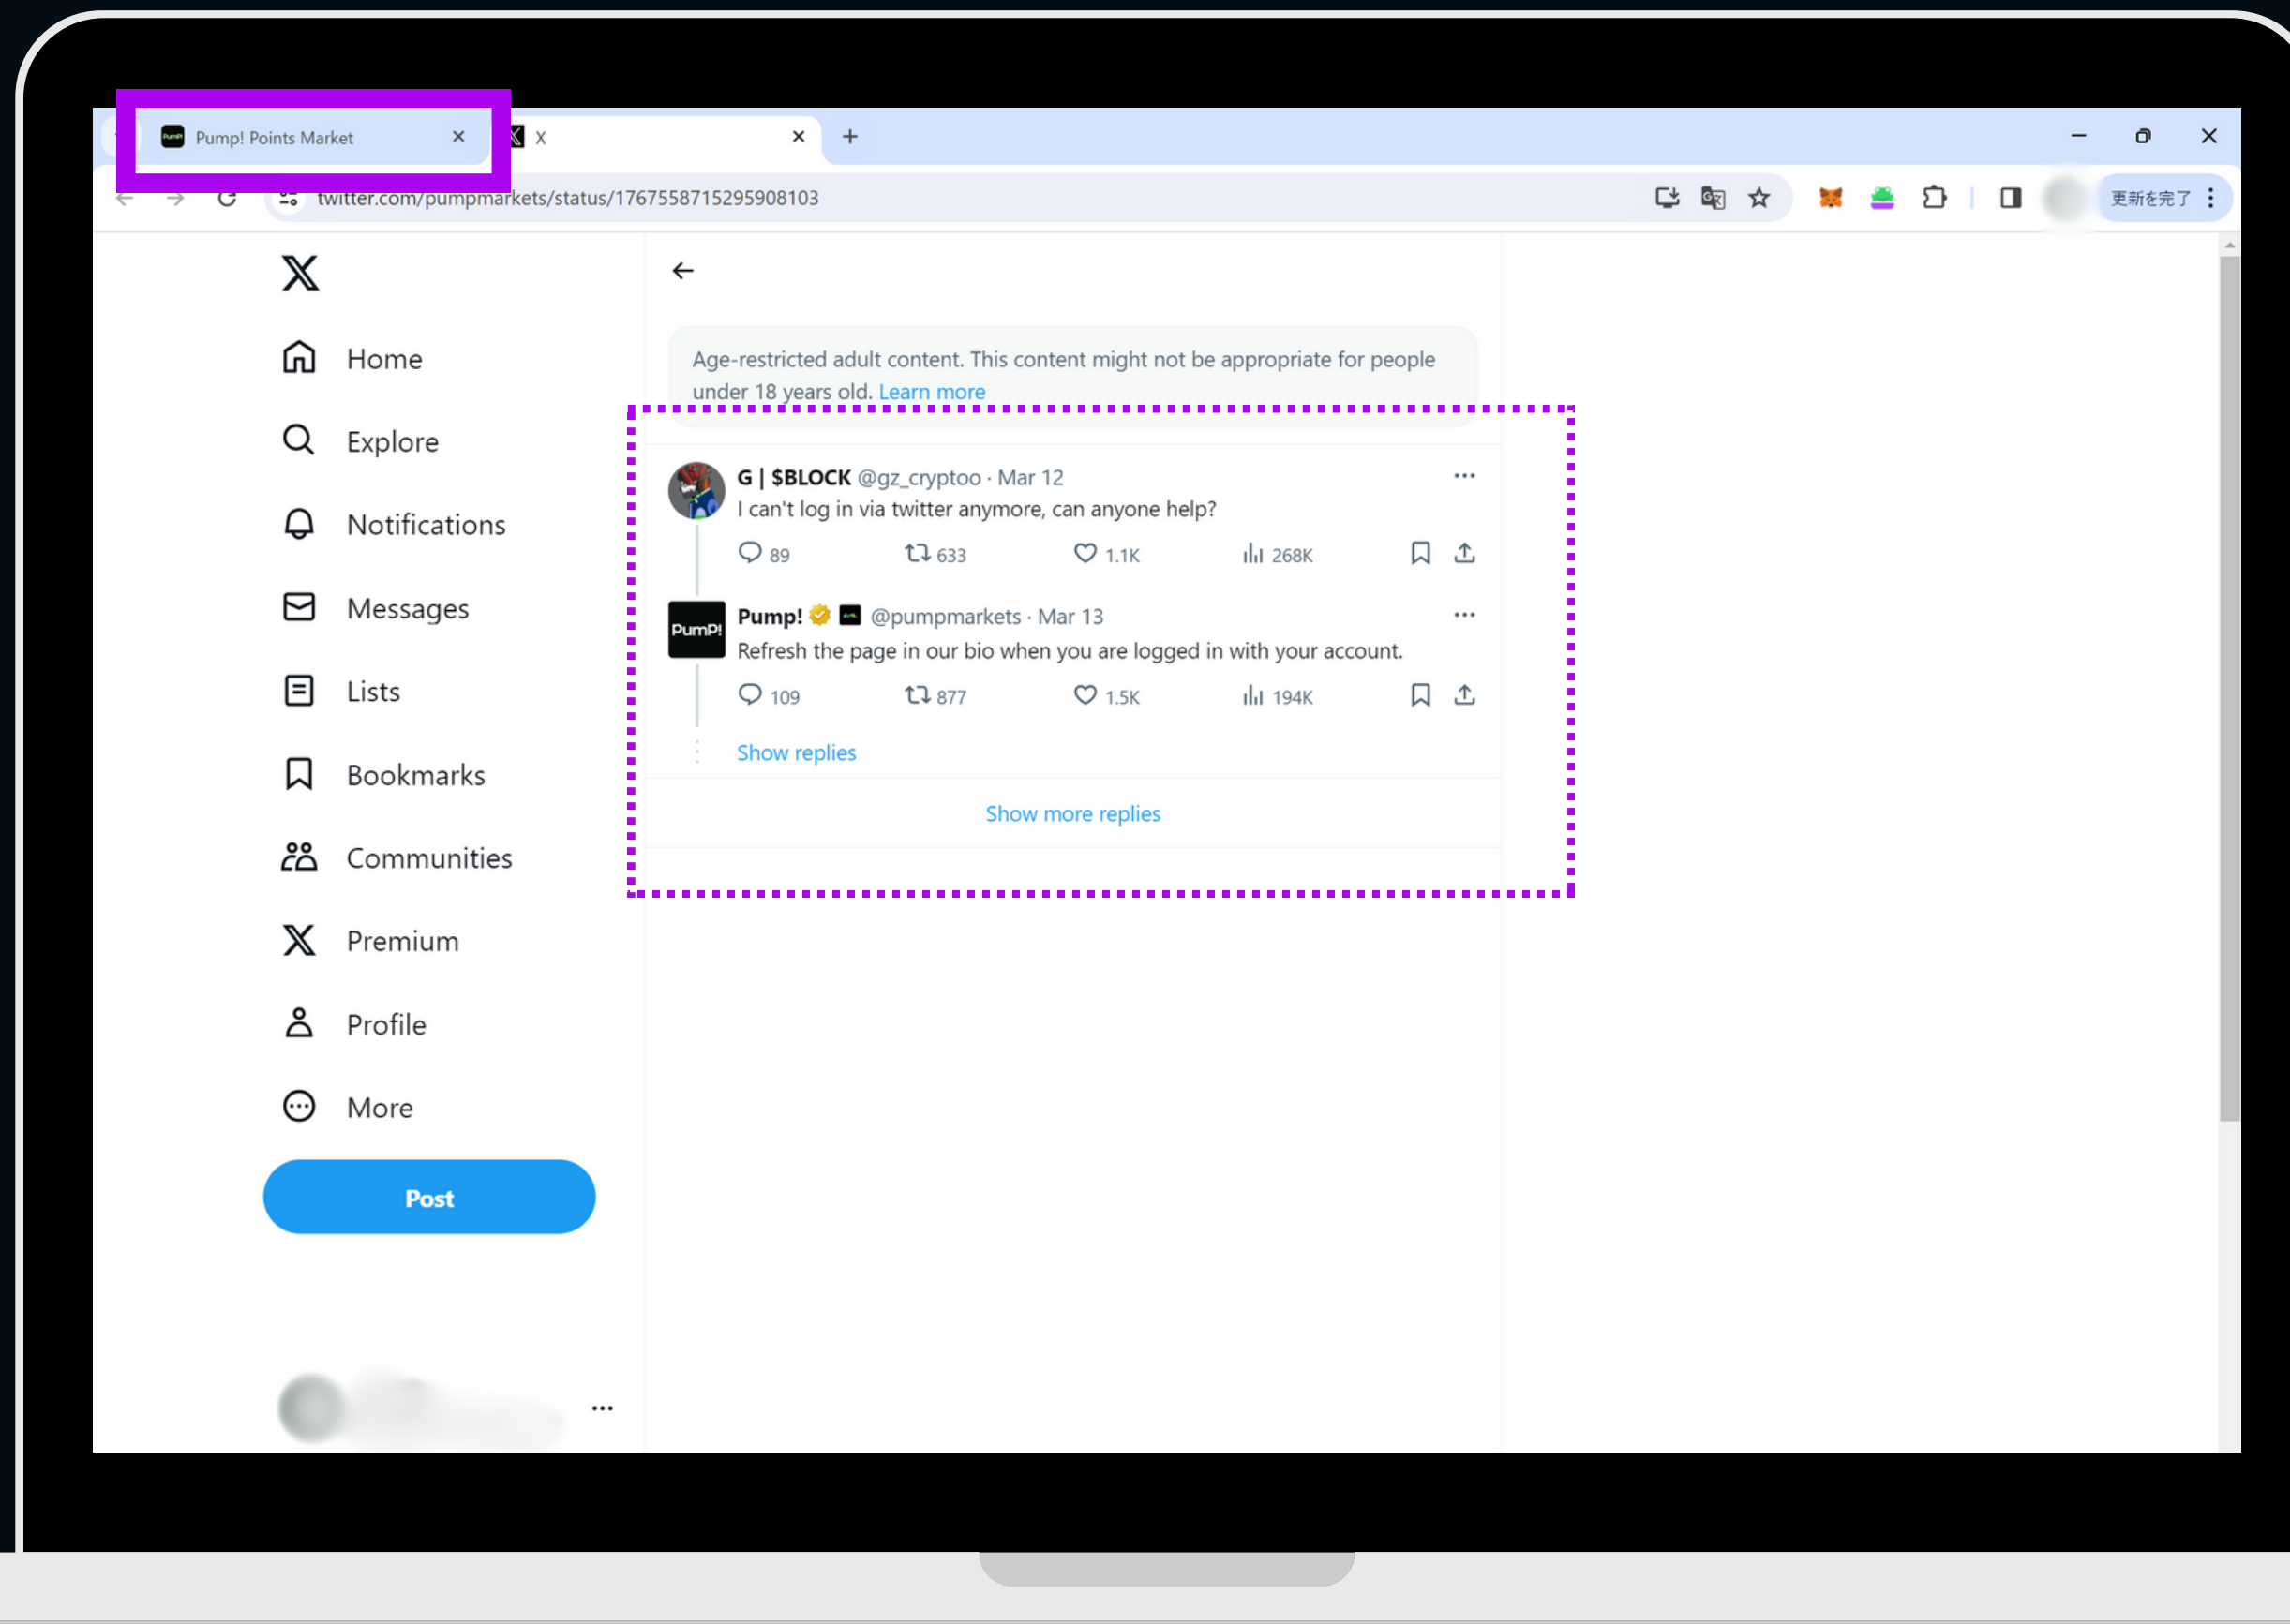 Pump! Points Market
X
twitter.com/pumpmarkets/status/1767558715295908103
更新を完了
Home
Explore
Notifications
Messages
Lists
Bookmarks
Communities
Premium
Profile
More
Post
Age-restricted adult content. This content might not be appropriate for people
under 18 years old. Learn more
G | $BLOCK @gz_cryptoo · Mar 12
I can't log in via twitter anymore, can anyone help?
89 633 1.1K 268K
PumP!
Pump! @pumpmarkets · Mar 13
Refresh the page in our bio when you are logged in with your account.
109 877 1.5K 194K
Show replies
Show more replies